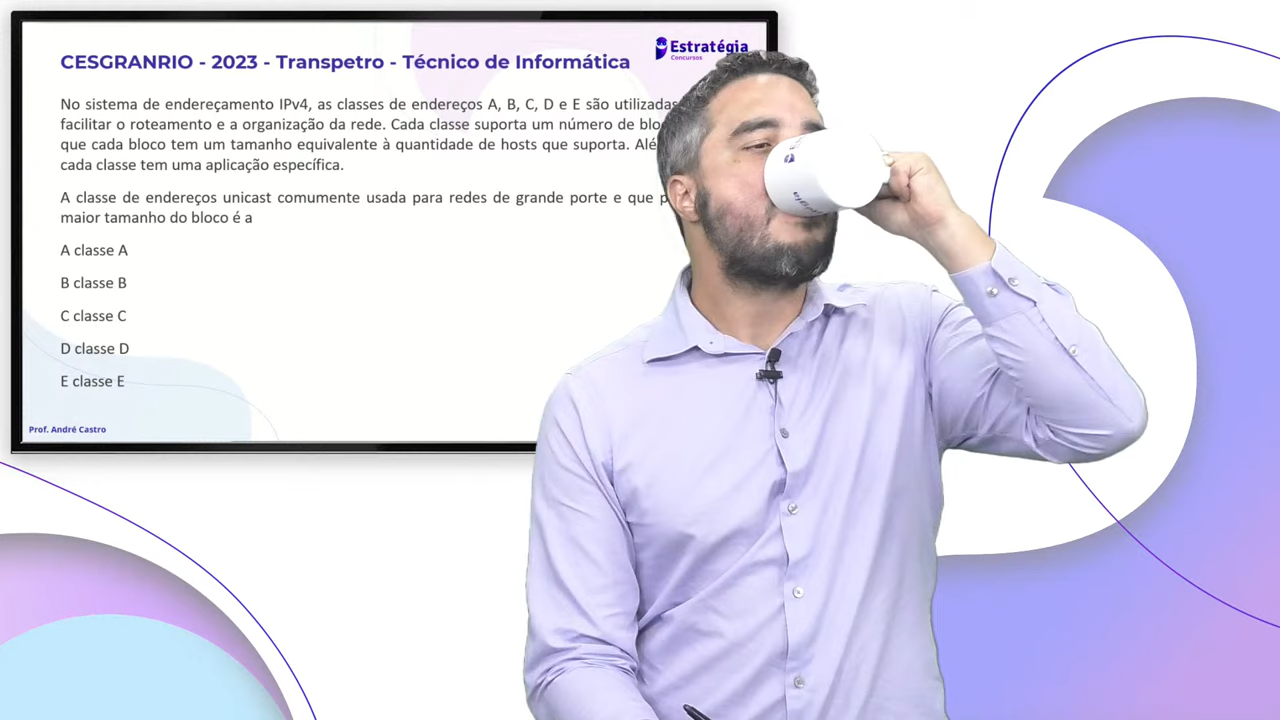 CESGRANRIO - 2023 - Transpetro - Técnico de Informática
Estratégia
Concursos
No sistema de endereçamento IPv4, as classes de endereços A, B, C, D e E são utilizadas
facilitar o roteamento e a organização da rede. Cada classe suporta um número de
que cada bloco tem um tamanho equivalente à quantidade de hosts que suporta.
cada classe tem uma aplicação específica.
A classe de endereços unicast comumente usada para redes de grande porte e que
maior tamanho do bloco é a
A classe A
B classe B
C classe C
D classe D
E classe E
Prof. André Castro